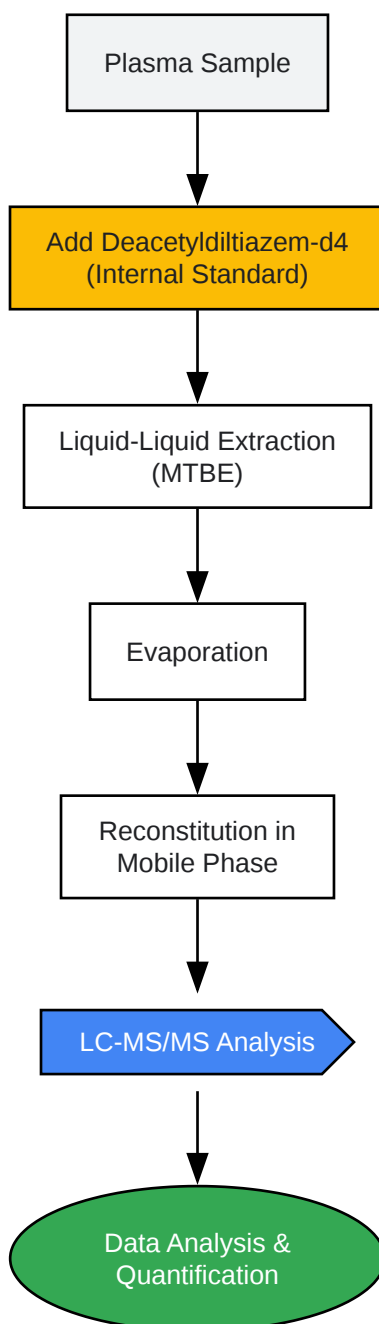 Plasma Sample
Add Deacetyldiltiazem-d4
(Internal Standard)
Liquid-Liquid Extraction
(MTBE)
Evaporation
Reconstitution in
Mobile Phase
LC-MS/MS Analysis
Data Analysis &
Quantification